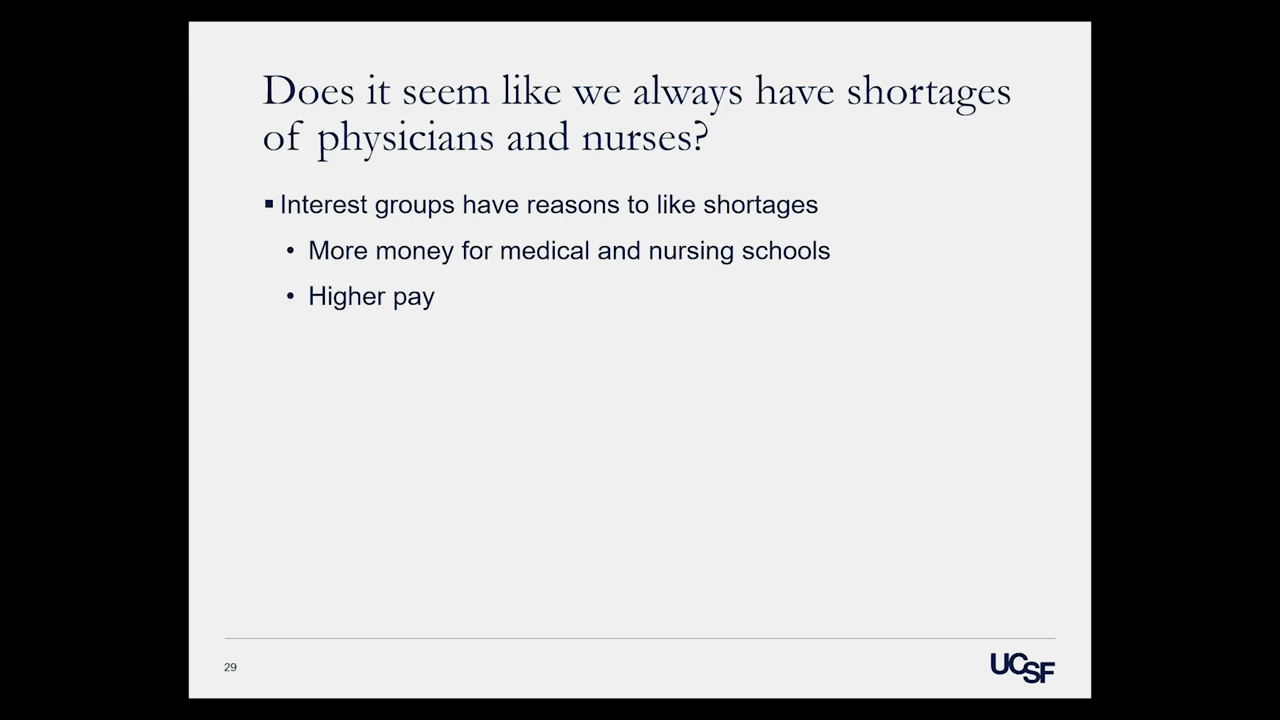 Does it seem like we always have shortages
of physicians and nurses?
▪ Interest groups have reasons to like shortages
• More money for medical and nursing schools
• Higher pay
29
UCSF